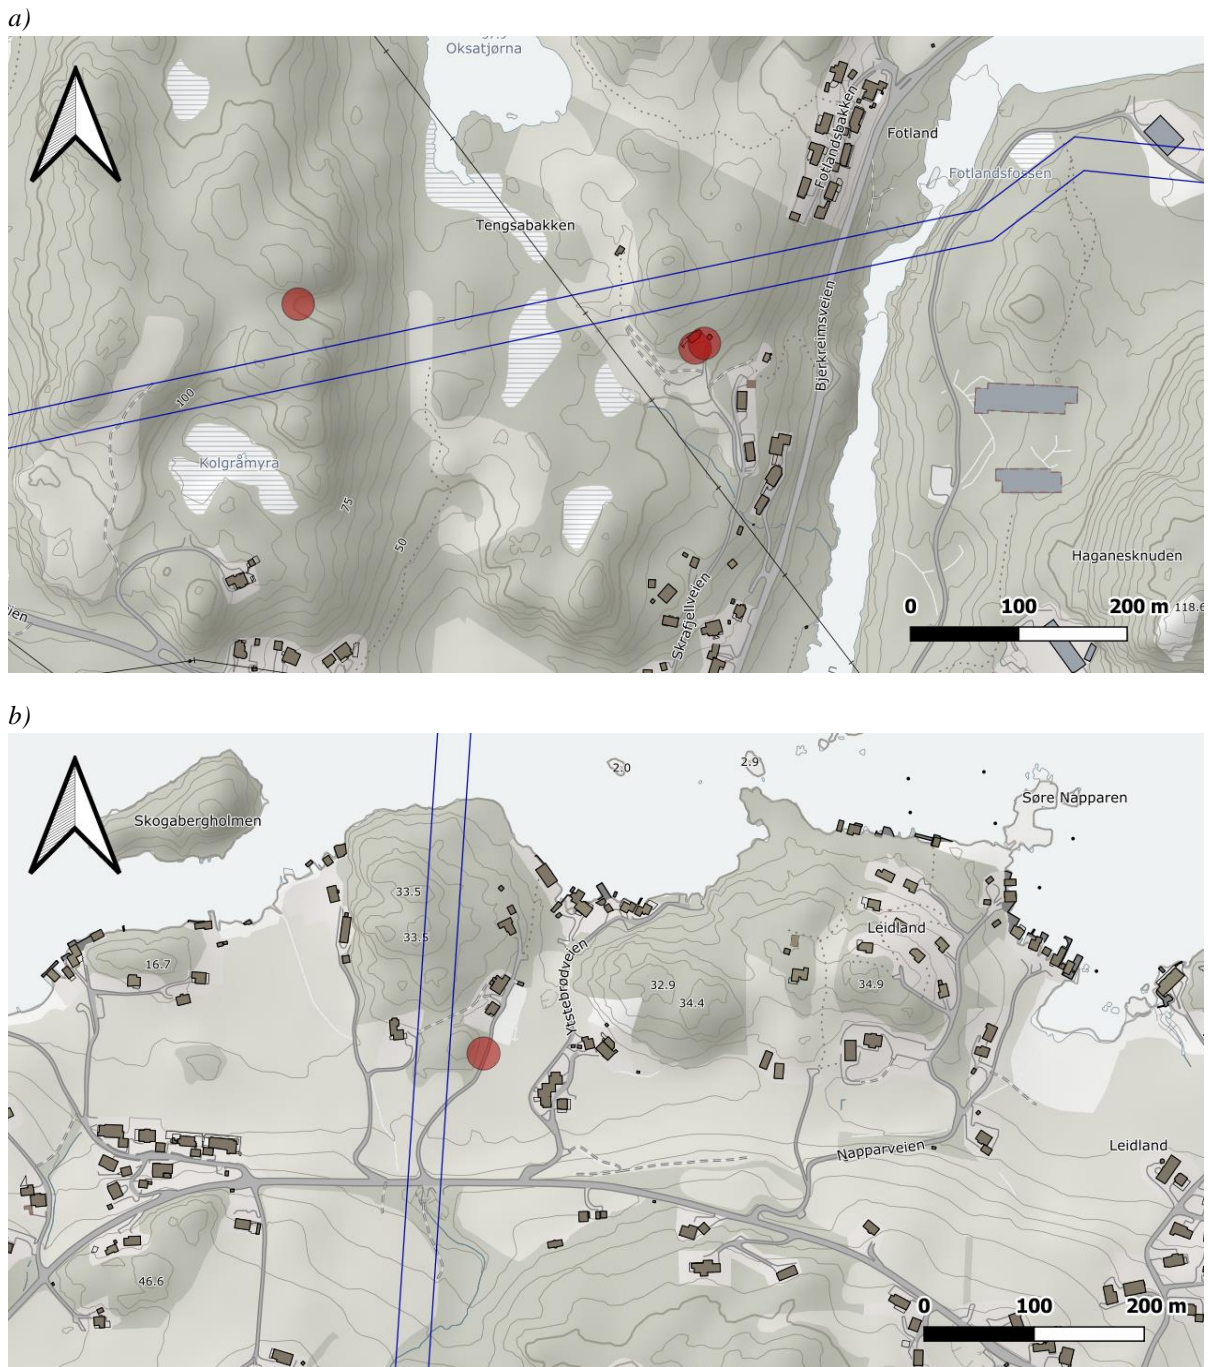 a)
Oksatjørna
Fotlandsbakken
Fotland
Fotlandsfossen
Tengsabakken
Bjerkreimsveien
100
Kolgråmyra
75
50
Haganesknuden
0 100 200 m
118.6
Skrafjellveien
b)
2.0
2.9
Søre Napparen
Skogabergholmen
33.5
33.5
Leidland
16.7
Ytstebrødveien
32.9
34.4
34.9
Napparveien
Leidland
46.6
0 100 200 m